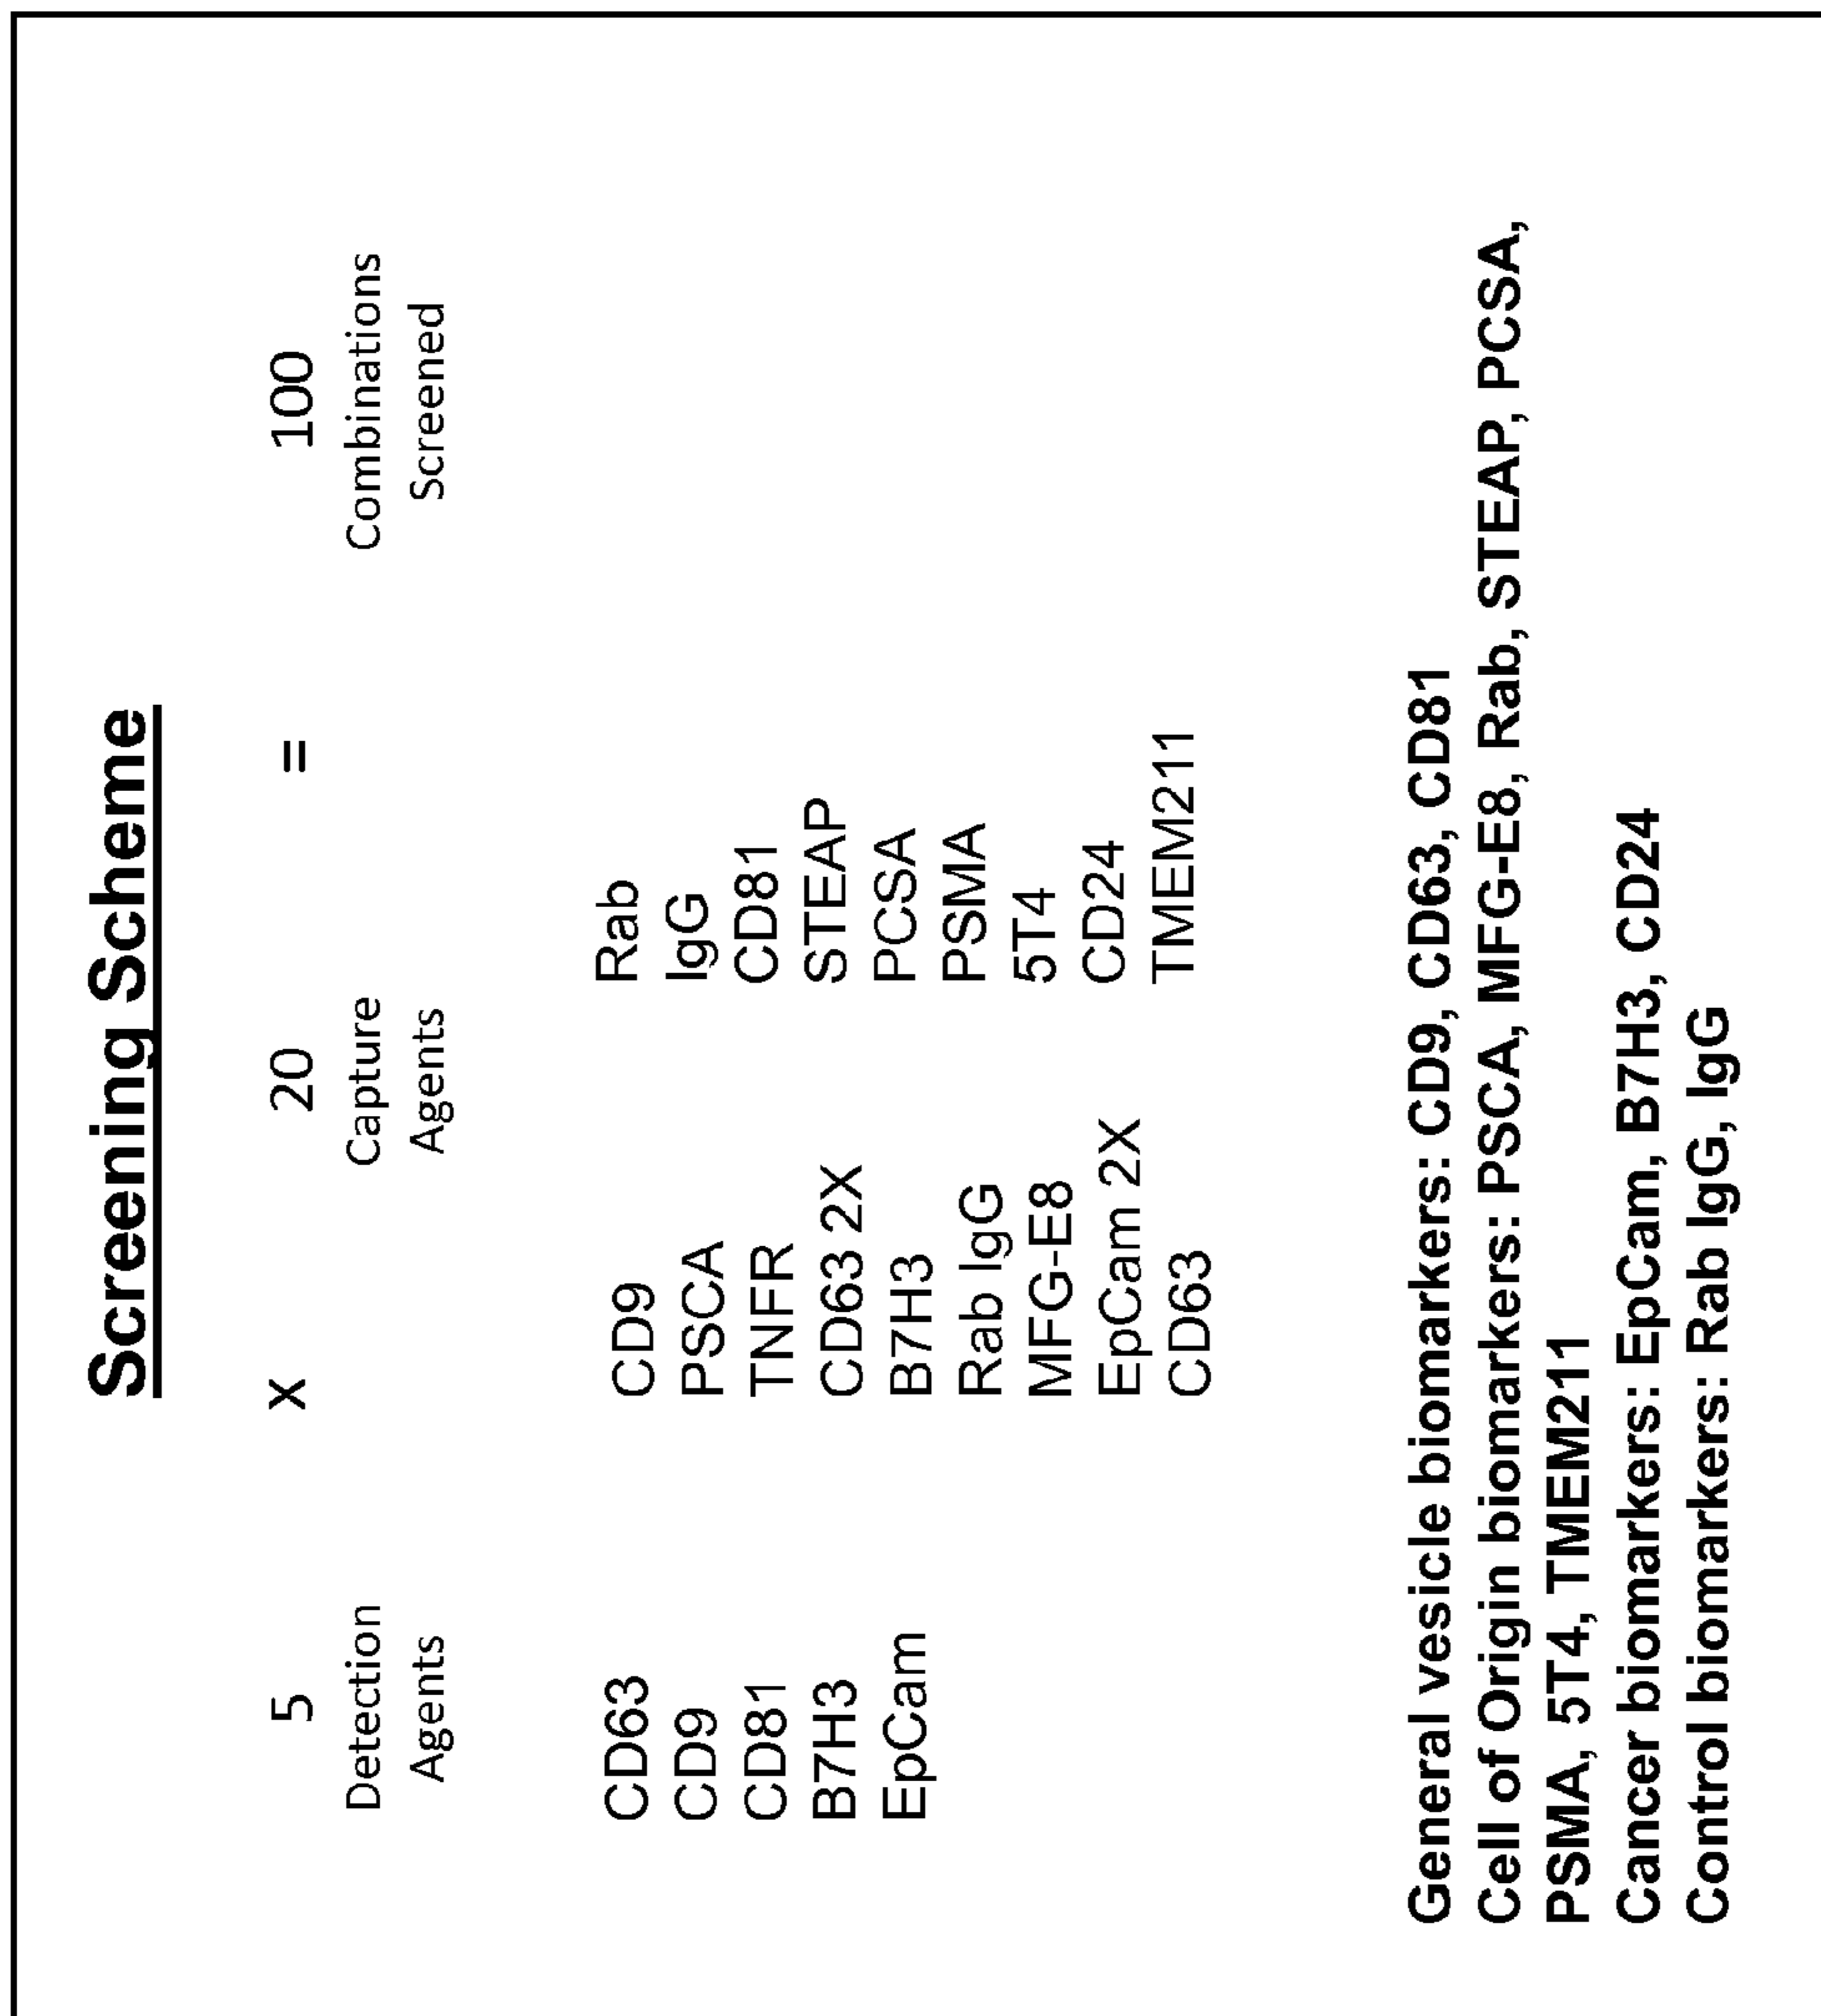 Screening Scheme
5 x 20 = 100
Detection Capture Combinations
Agents Agents Screened
CD63 CD9 Rab
CD9 PSCA IgG
CD81 TNFR CD81
B7H3 CD63 2X STEAP
EpCam B7H3 PCSA
Rab IgG PSMA
MFG-E8 5T4
EpCam 2X CD24
CD63 TMEM211
General vesicle biomarkers: CD9, CD63, CD81
Cell of Origin biomarkers: PSCA, MFG-E8, Rab, STEAP, PCSA,
PSMA, 5T4, TMEM211
Cancer biomarkers: EpCam, B7H3, CD24
Control biomarkers: Rab IgG, IgG